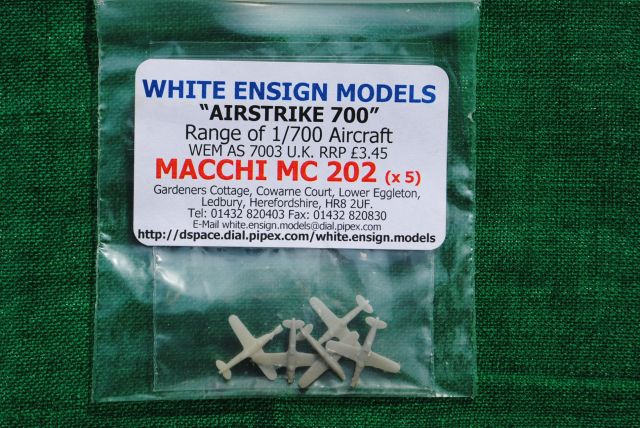 WHITE ENSIGN MODELS
“AIRSTRIKE 700”
Range of 1/700 Aircraft
WEM AS 7003 U.K. RRP £3.45
MACCHI MC 202 (x 5)
Gardeners Cottage, Cowarne Court, Lower Eggleton,
Ledbury, Herefordshire, HR8 2UF.
Tel: 01432 820403 Fax: 01432 820830
E-Mail white.ensign.models@dial.pipex.com
http://dspace.dial.pipex.com/white.ensign.models